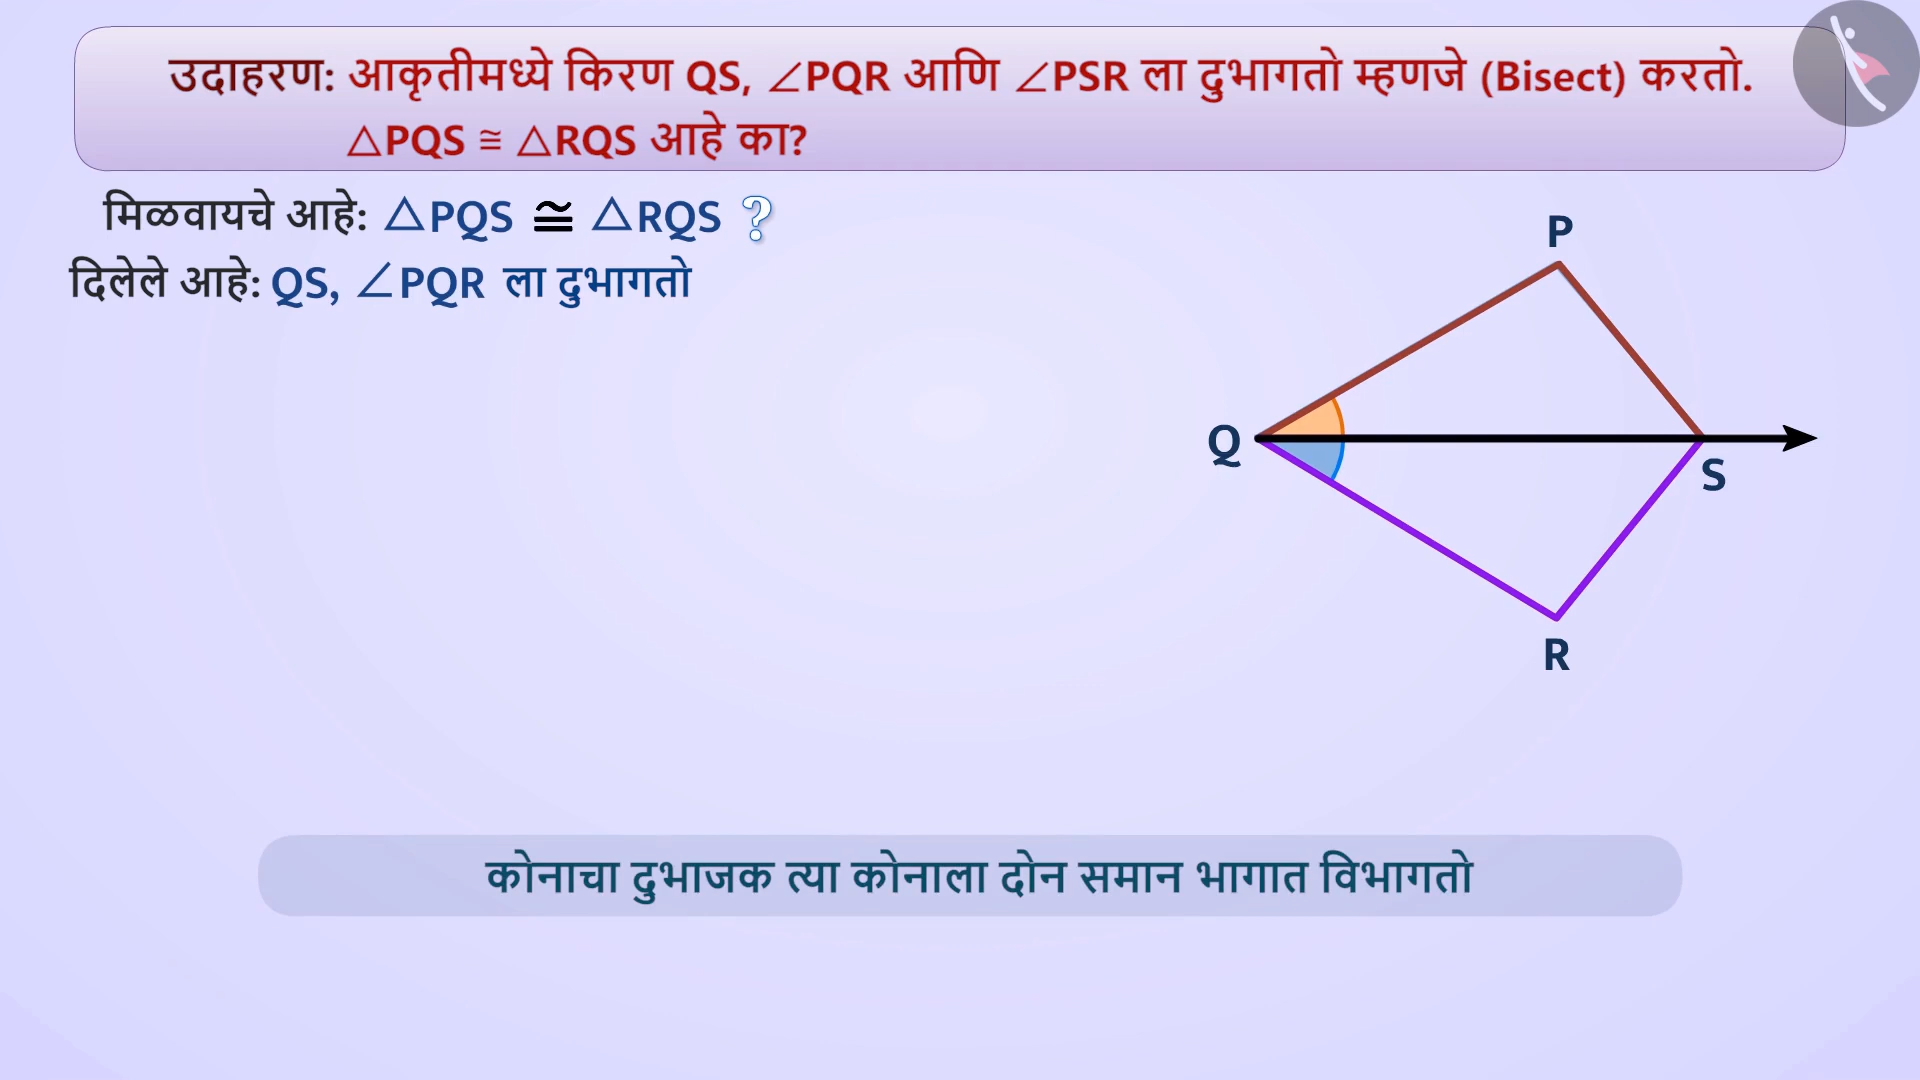 उदाहरण: आकृतीमध्ये किरण QS, ∠PQR आणि ∠PSR ला दुभागतो म्हणजे (Bisect) करतो.
△PQS ≅ △RQS आहे का?
मिळवायचे आहे: △PQS ≅ △RQS ?
दिलेले आहे: QS, ∠PQR ला दुभागतो
P
Q
S
R
कोनाचा दुभाजक त्या कोनाला दोन समान भागात विभागतो